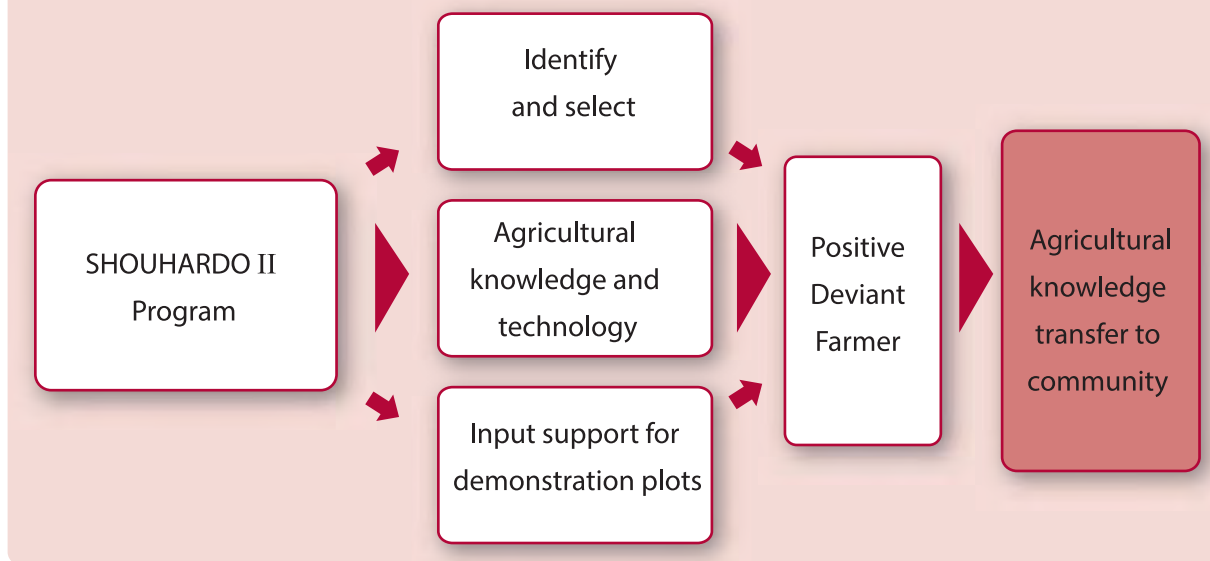 SHOUHARDO II
Program
Identify
and select
Agricultural
knowledge and
technology
Input support for
demonstration plots
Positive
Deviant
Farmer
Agricultural
knowledge
transfer to
community